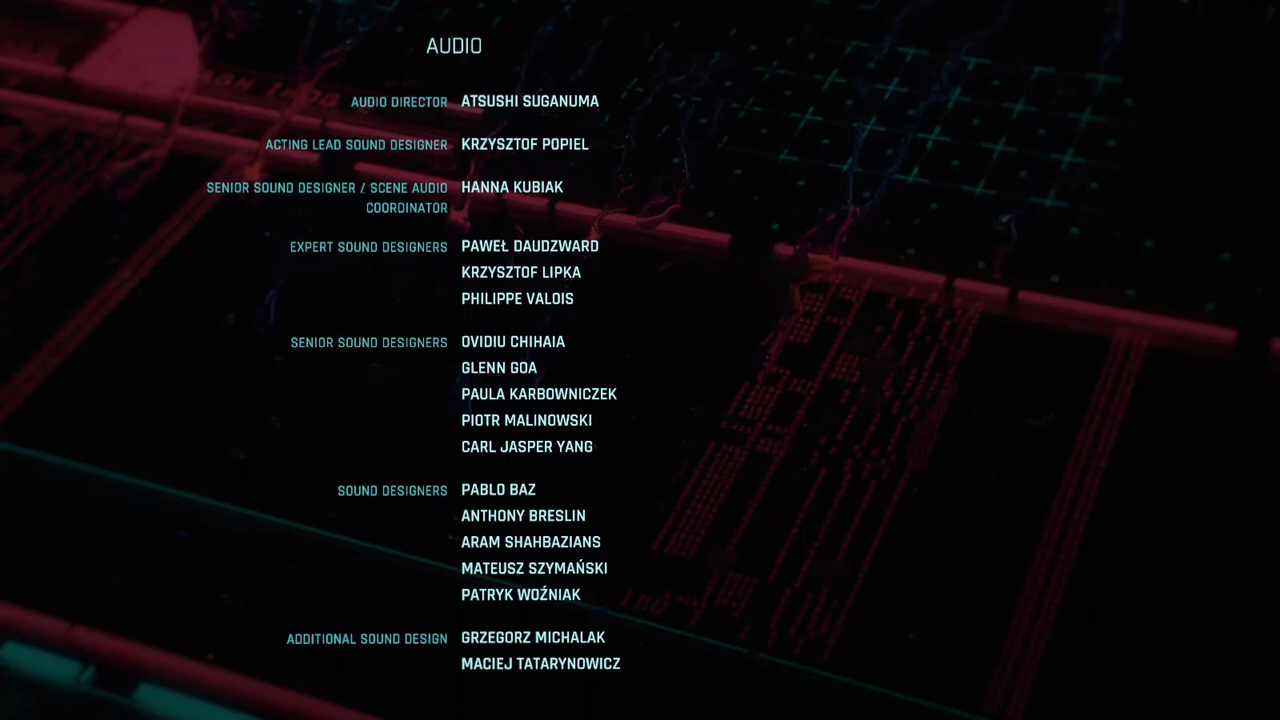 AUDIO
AUDIO DIRECTOR ATSUSHI SUGANUMA
ACTING LEAD SOUND DESIGNER KRZYSZTOF POPIEL
SENIOR SOUND DESIGNER / SCENE AUDIO HANNA KUBIAK
COORDINATOR
EXPERT SOUND DESIGNERS PAWEŁ DAUDZWARD
KRZYSZTOF LIPKA
PHILIPPE VALOIS
SENIOR SOUND DESIGNERS OVIDIU CHIHAIA
GLENN GOA
PAULA KARBOWNICZEK
PIOTR MALINOWSKI
CARL JASPER YANG
SOUND DESIGNERS PABLO BAZ
ANTHONY BRESLIN
ARAM SHAHBAZIANS
MATEUSZ SZYMAŃSKI
PATRYK WOŹNIAK
ADDITIONAL SOUND DESIGN GRZEGORZ MICHALAK
MACIEJ TATARYNOWICZ